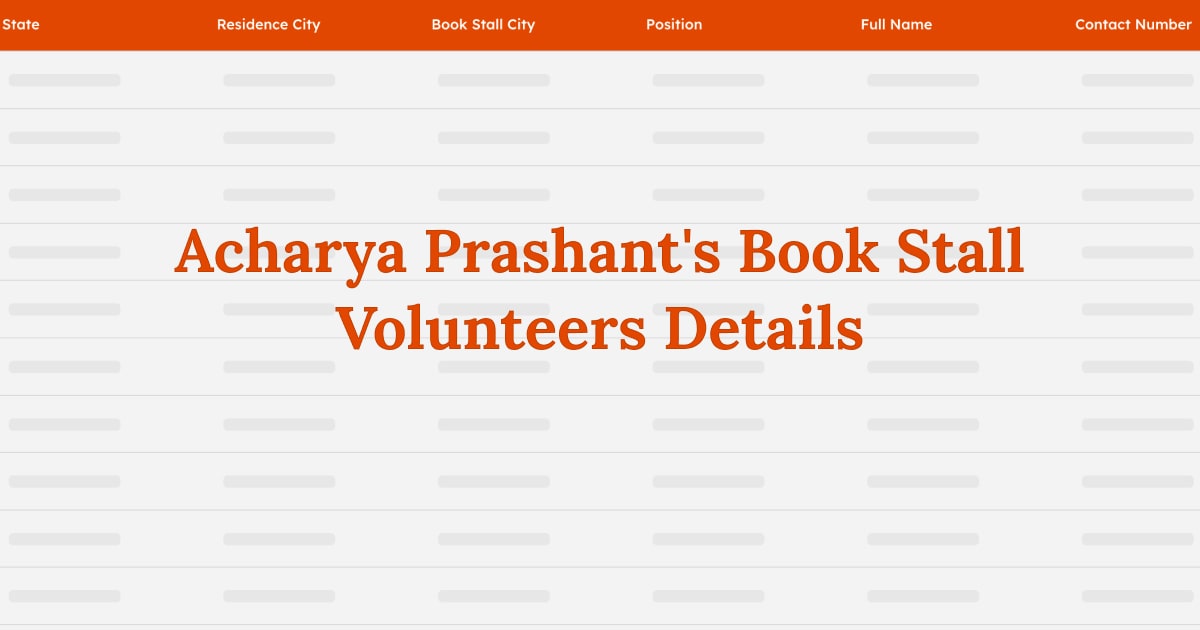 State Residence City Book Stall City Position Full Name Contact Number
Acharya Prashant's Book Stall
Volunteers Details